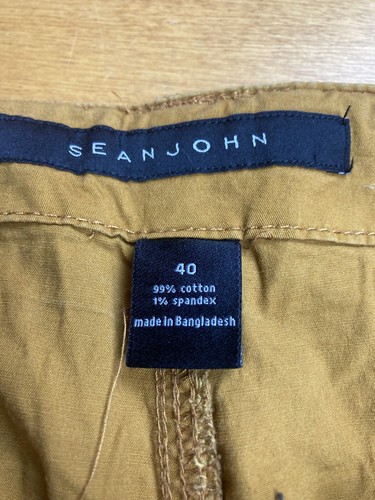 SEANJOHN
40
99% cotton
1% spandex
made in Bangladesh